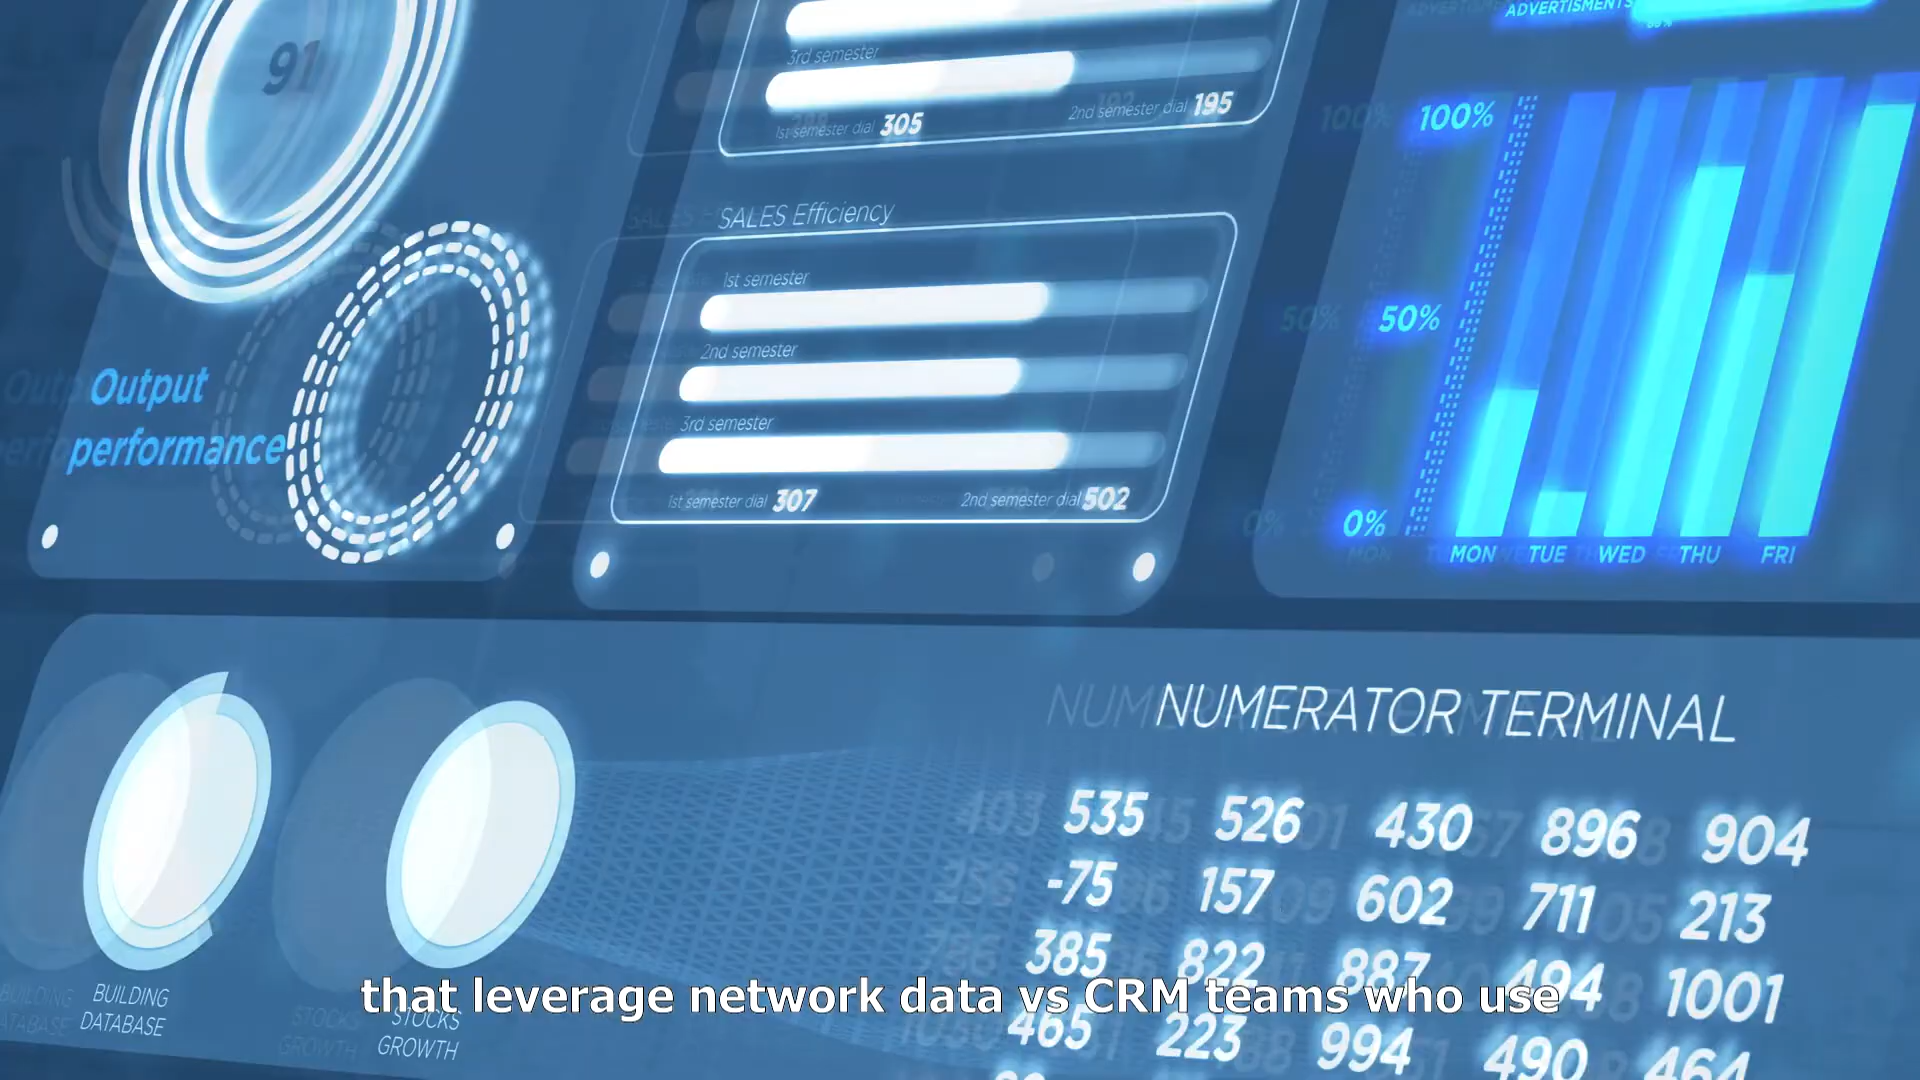 91
Output
performance
3rd semester
1st semester dial 305
2nd semester dial 195
SALES Efficiency
1st semester
2nd semester
3rd semester
1st semester dial 307
2nd semester dial 502
ADVERTISMENTS
100%
50%
0%
MON TUE WED THU FRI
NUMERATOR TERMINAL
535 526 430 896 904
-75 157 602 711 213
385 822 887 494 1001
465 223 994 490 464
BUILDING
DATABASE
STOCKS
GROWTH
that leverage network data vs CRM teams who use